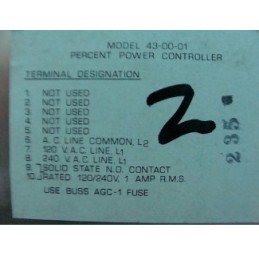 MODEL 43-00-01
PERCENT POWER CONTROLLER
TERMINAL DESIGNATION
1. NOT USED
2. NOT USED
3. NOT USED
4. NOT USED
5. NOT USED
6. A.C. LINE COMMON, L2
7. 120 V.A.C. LINE, L1
8. 240 V.A.C. LINE, L1
9. SOLID STATE N.O. CONTACT
10. RATED 120/240V, 1 AMP R.M.S.
USE BUSS AGC-1 FUSE
2
235